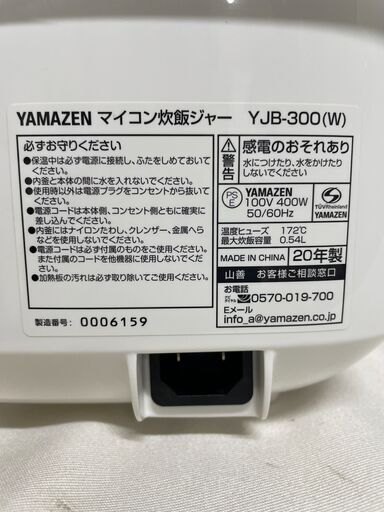 YAMAZEN マイコン炊飯ジャー YJB-300(W)
必ずお守りください
●保温中は必ず電源に接続し、ふたをしめておいてください。
●内釜と本体の間に水を入れないでください。
●使用時以外は電源プラグをコンセントから抜いてください。
●電源コードは本体側、コンセント側ともに確実に差し込んでください。
●内釜にはナイロンたわし、クレンザー、金属へらなどを使用しないでください。
●電源コードは必ず付属のものをご使用ください。また付属のコードを他機器に使用しないでください。
●加熱板の汚れは必ず取り除いてご使用ください。
製造番号: 0006159
警告
感電のおそれあり
水につけたり、水をかけたりしないでください
PSE
YAMAZEN
100V 400W
50/60Hz
TÜVRheinland
YAMAZEN
温度ヒューズ 172℃
最大炊飯容量 0.54L
MADE IN CHINA
20年製
山善 お客様ご相談窓口
お電話
0570-019-700
Eメール
info_a@yamazen.co.jp